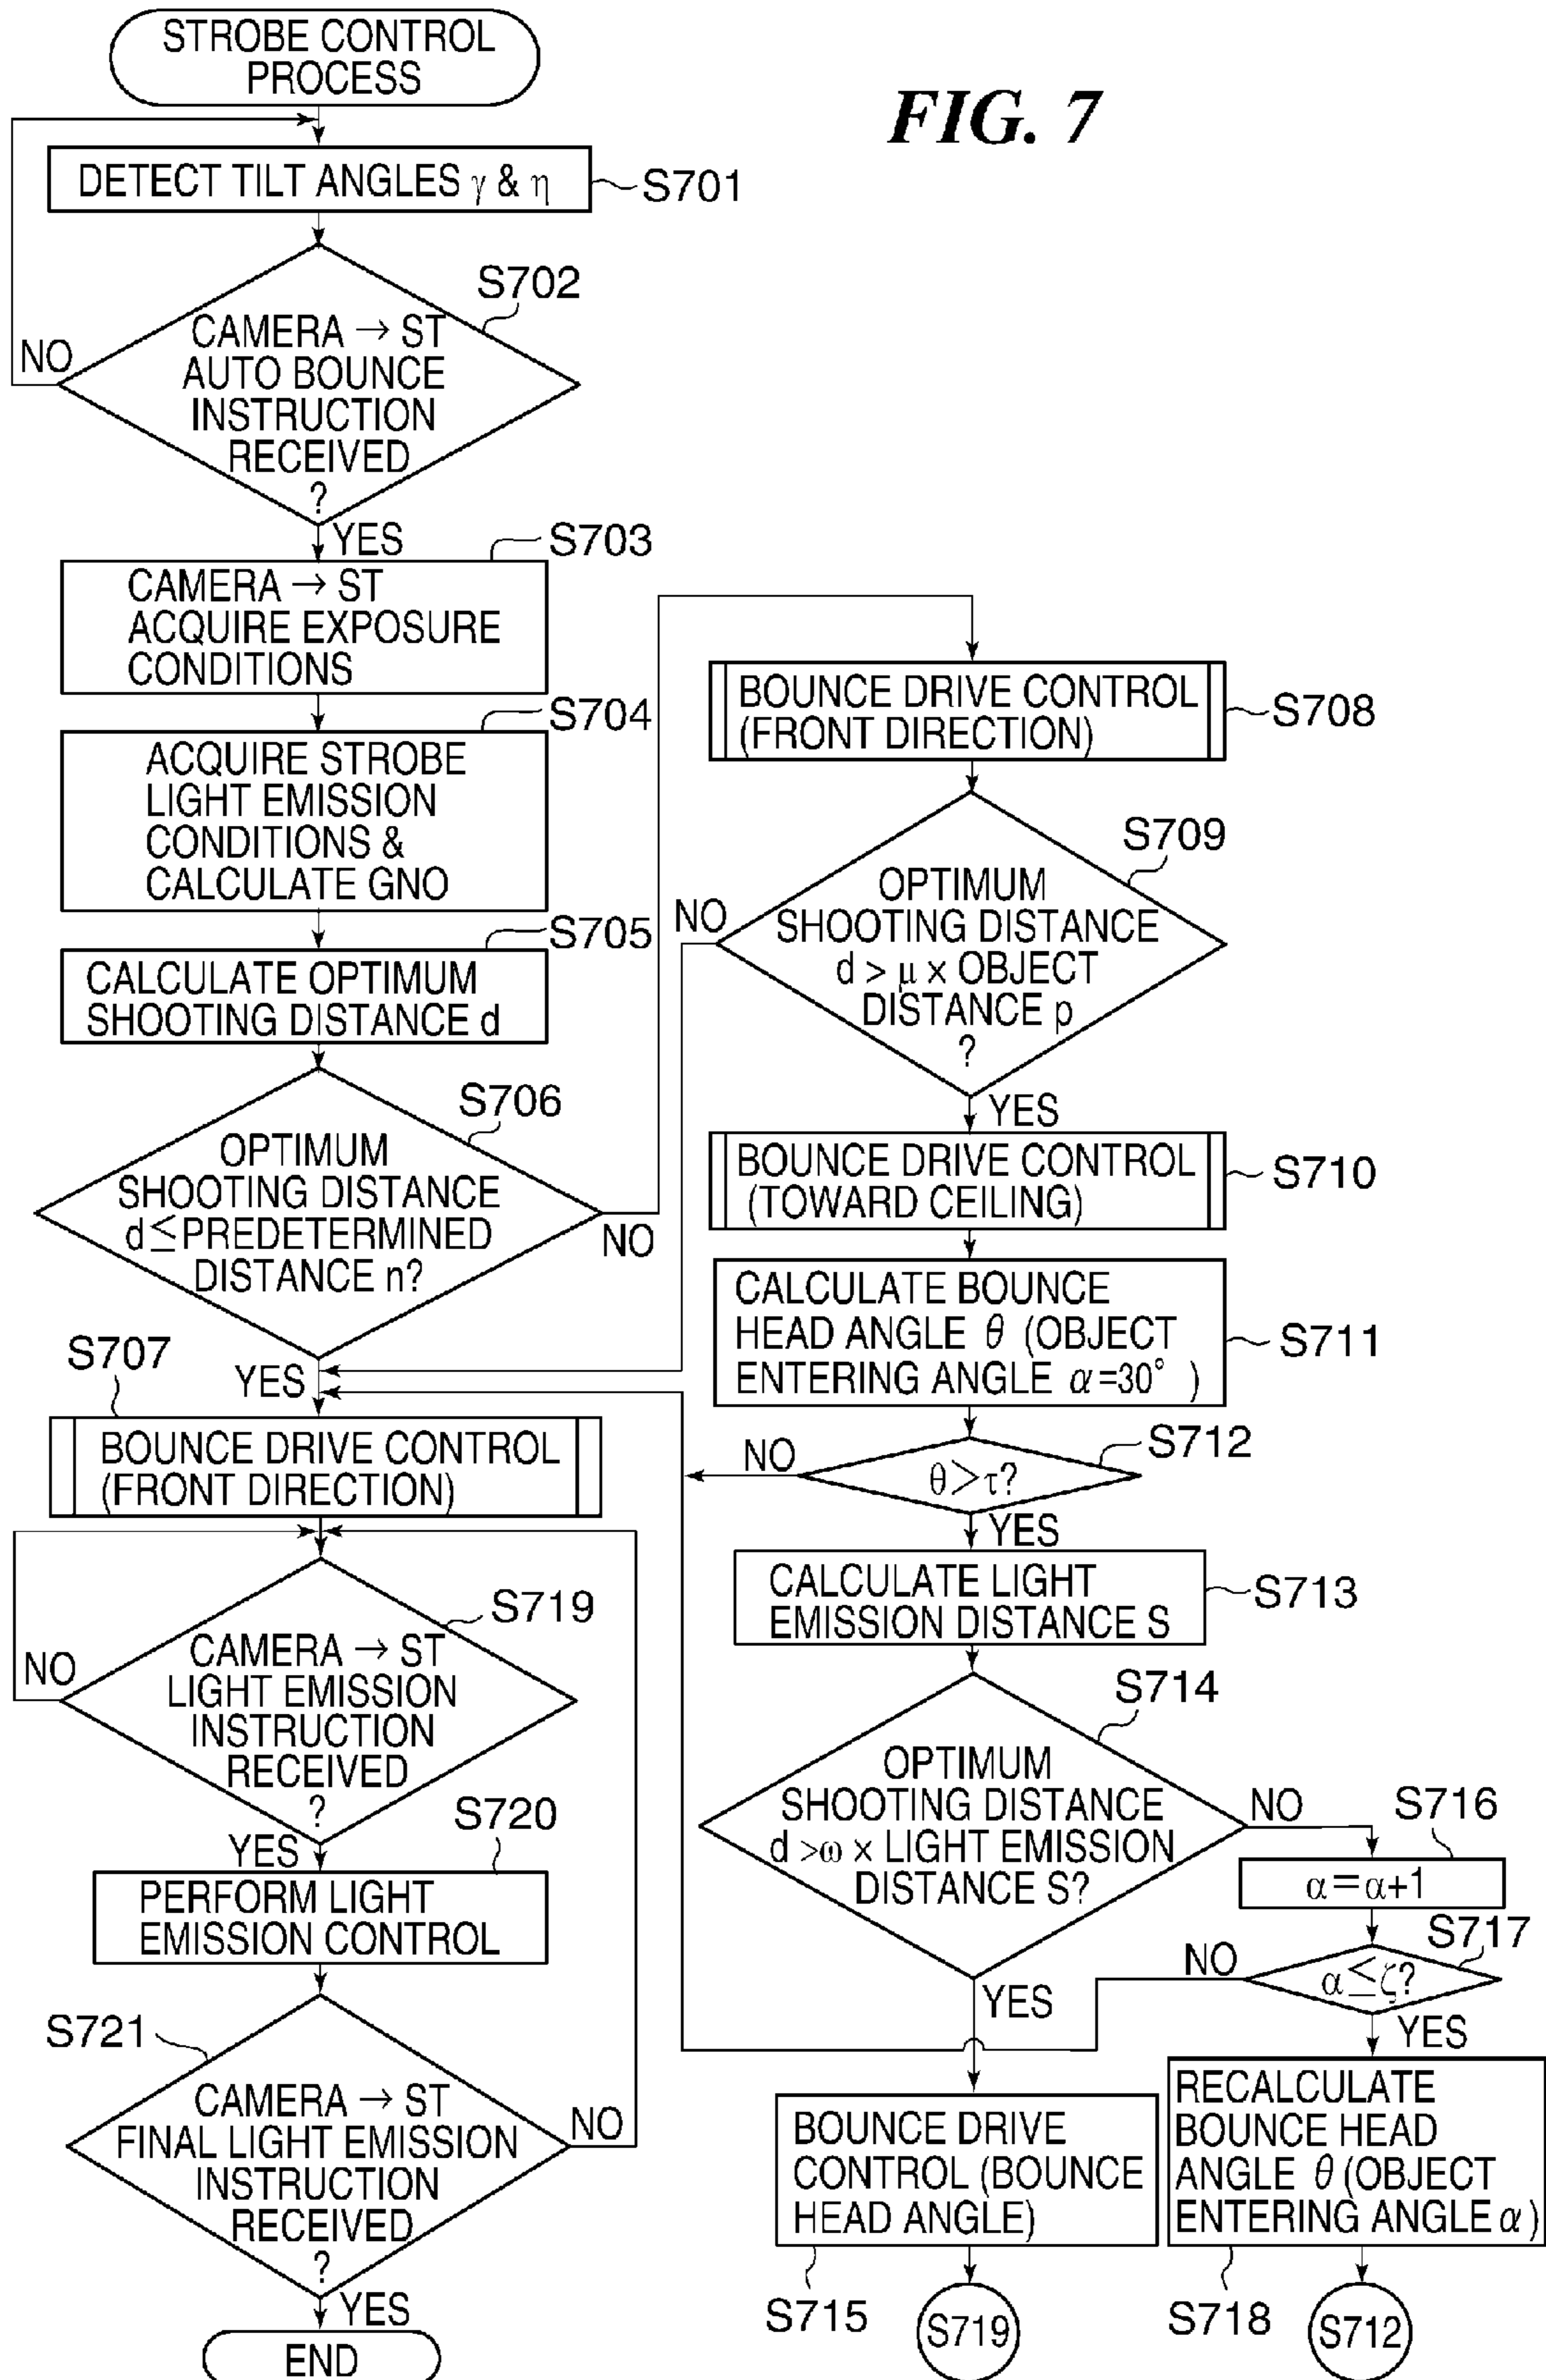 STROBE CONTROL
PROCESS
FIG. 7
DETECT TILT ANGLES γ & η
S701
S702
CAMERA → ST
AUTO BOUNCE
INSTRUCTION
RECEIVED
?
NO
YES
S703
CAMERA → ST
ACQUIRE EXPOSURE
CONDITIONS
S704
ACQUIRE STROBE
LIGHT EMISSION
CONDITIONS &
CALCULATE GNO
S705
CALCULATE OPTIMUM
SHOOTING DISTANCE d
S706
OPTIMUM
SHOOTING DISTANCE
d≤PREDETERMINED
DISTANCE n?
NO
YES
S707
BOUNCE DRIVE CONTROL
(FRONT DIRECTION)
S719
CAMERA → ST
LIGHT EMISSION
INSTRUCTION
RECEIVED
?
NO
YES
S720
PERFORM LIGHT
EMISSION CONTROL
S721
CAMERA → ST
FINAL LIGHT EMISSION
INSTRUCTION
RECEIVED
?
NO
YES
END
BOUNCE DRIVE CONTROL
(FRONT DIRECTION)
S708
S709
OPTIMUM
SHOOTING DISTANCE
d > μ x OBJECT
DISTANCE p
?
NO
YES
BOUNCE DRIVE CONTROL
(TOWARD CEILING)
S710
CALCULATE BOUNCE
HEAD ANGLE θ (OBJECT
ENTERING ANGLE α=30° )
S711
S712
θ>τ?
NO
YES
CALCULATE LIGHT
EMISSION DISTANCE S
S713
S714
OPTIMUM
SHOOTING DISTANCE
d >ω x LIGHT EMISSION
DISTANCE S?
NO
YES
S716
α=α+1
S717
α≤ζ?
NO
YES
BOUNCE DRIVE
CONTROL (BOUNCE
HEAD ANGLE)
S715
S719
RECALCULATE
BOUNCE HEAD
ANGLE θ (OBJECT
ENTERING ANGLE α)
S718
S712